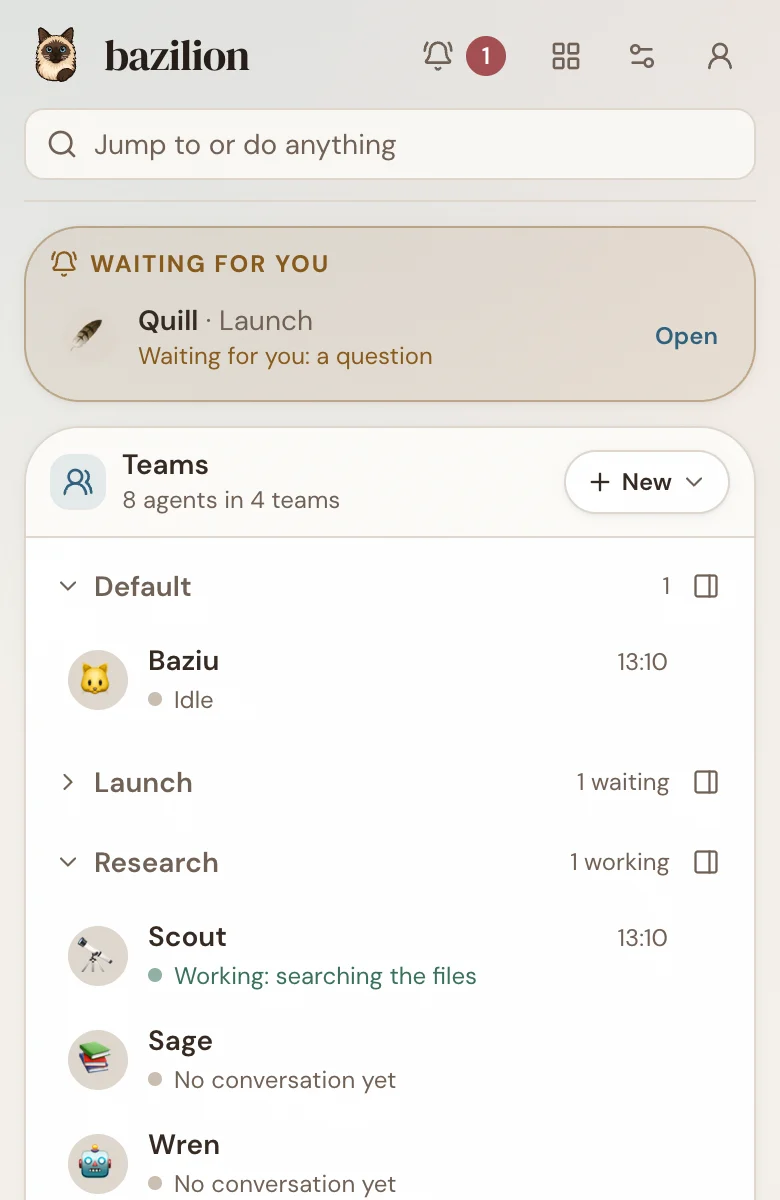 bazilion
1
Jump to or do anything
WAITING FOR YOU
Quill · Launch
Waiting for you: a question
Open
Teams
8 agents in 4 teams
New
Default
1
Baziu
13:10
Idle
Launch
1 waiting
Research
1 working
Scout
13:10
Working: searching the files
Sage
No conversation yet
Wren
No conversation yet